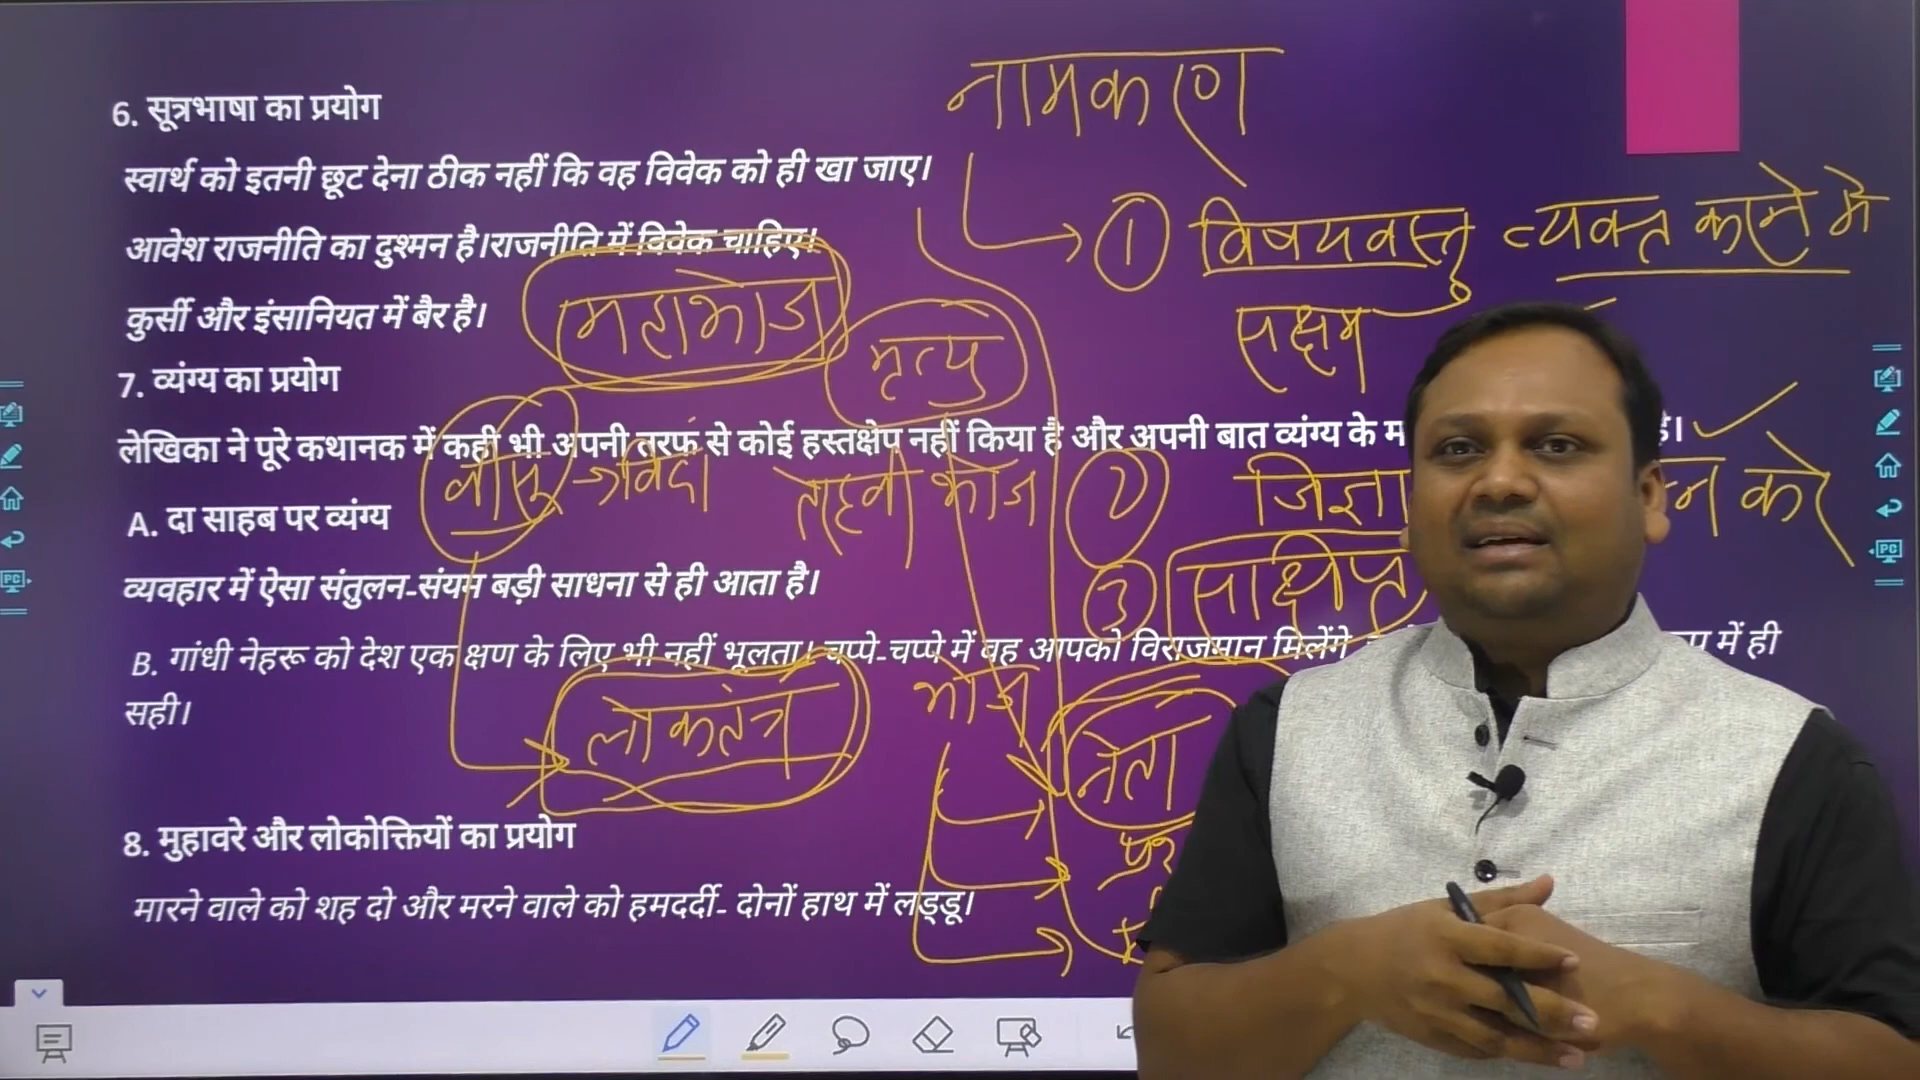 6. सूत्रभाषा का प्रयोग
स्वार्थ को इतनी छूट देना ठीक नहीं कि वह विवेक को ही खा जाए।
आवेश राजनीति का दुश्मन है।राजनीति में विवेक चाहिए।
कुर्सी और इंसानियत में बैर है।
7. व्यंग्य का प्रयोग
लेखिका ने पूरे कथानक में कही भी अपनी तरफ से कोई हस्तक्षेप नहीं किया है और अपनी बात व्यंग्य के
A. दा साहब पर व्यंग्य
व्यवहार में ऐसा संतुलन-संयम बड़ी साधना से ही आता है।
B. गांधी नेहरू को देश एक क्षण के लिए भी नहीं भूलता। चप्पे-चप्पे में वह आपको विराजमान मिलेंगे में ही
सही।
8. मुहावरे और लोकोक्तियों का प्रयोग
मारने वाले को शह दो और मरने वाले को हमदर्दी- दोनों हाथ में लड्डू।
नामकरण
① विषयवस्तु व्यक्त करने में
सक्षम
महाभोज
मृत्यु
बिंदा
भोज
करे
③
लोकतंत्र
भोज
नेता
PC
PC